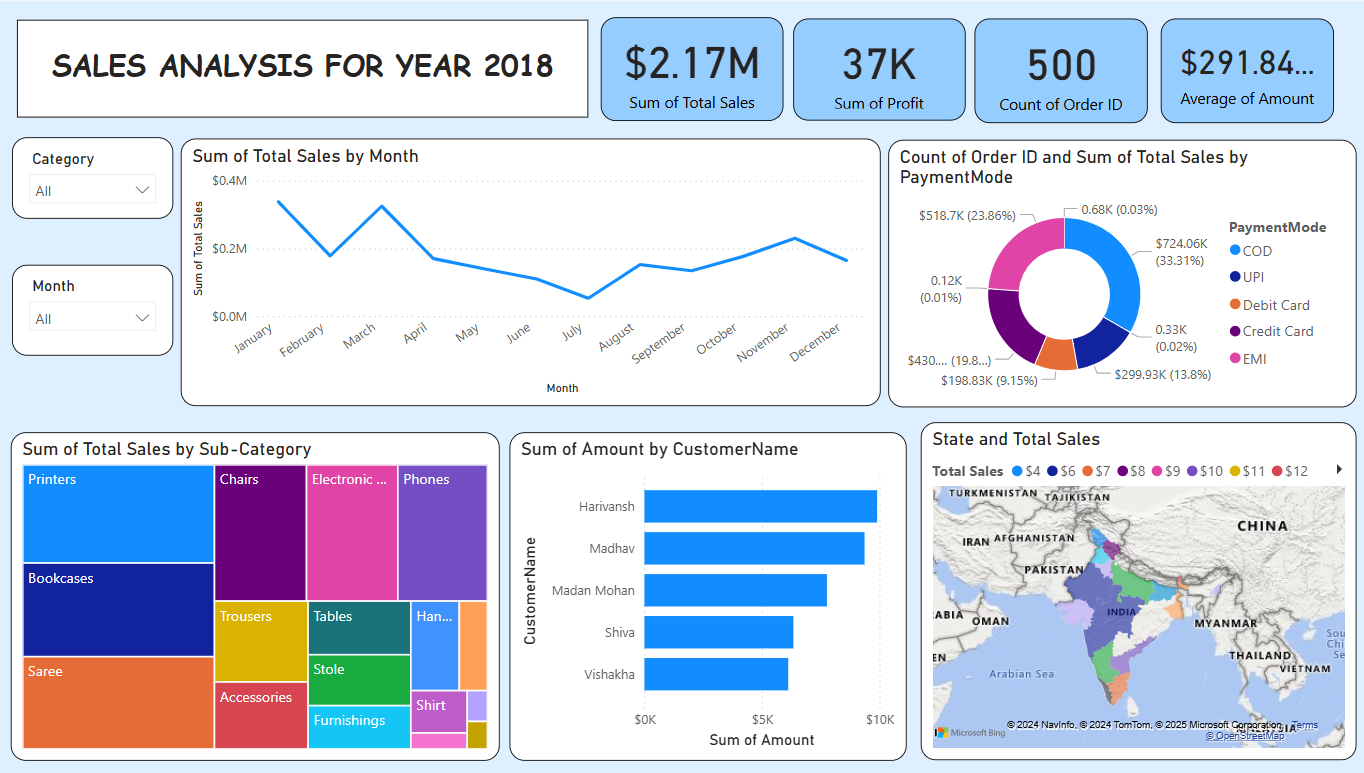 SALES ANALYSIS FOR YEAR 2018
$2.17M
Sum of Total Sales
37K
Sum of Profit
500
Count of Order ID
$291.84...
Average of Amount
Category
All
Month
All
Sum of Total Sales by Month
Sum of Total Sales
$0.4M
$0.2M
$0.0M
January
February
March
April
May
June
July
August
September
October
November
December
Month
Count of Order ID and Sum of Total Sales by
PaymentMode
0.68K (0.03%)
$724.06K
(33.31%)
0.33K
(0.02%)
$299.93K (13.8%)
$198.83K (9.15%)
$430.... (19.8...)
0.12K
(0.01%)
$518.7K (23.86%)
PaymentMode
COD
UPI
Debit Card
Credit Card
EMI
Sum of Total Sales by Sub-Category
Printers
Bookcases
Saree
Chairs
Electronic ...
Phones
Trousers
Accessories
Tables
Stole
Furnishings
Han...
Shirt
Sum of Amount by CustomerName
CustomerName
Harivansh
Madhav
Madan Mohan
Shiva
Vishakha
$0K
$5K
$10K
Sum of Amount
State and Total Sales
Total Sales $4 $6 $7 $8 $9 $10 $11 $12
TURKMENISTAN
TAJIKISTAN
CHINA
IRAN
AFGHANISTAN
PAKISTAN
INDIA
ABIA
OMAN
MYANMAR
EN
THAILAND
VIETNAM
Sou
Chi
Se
Arabian Sea
MALAYSIA
Microsoft Bing
© 2024 NavInfo, © 2024 TomTom, © 2025 Microsoft Corporation, Terms
© OpenStreetMap